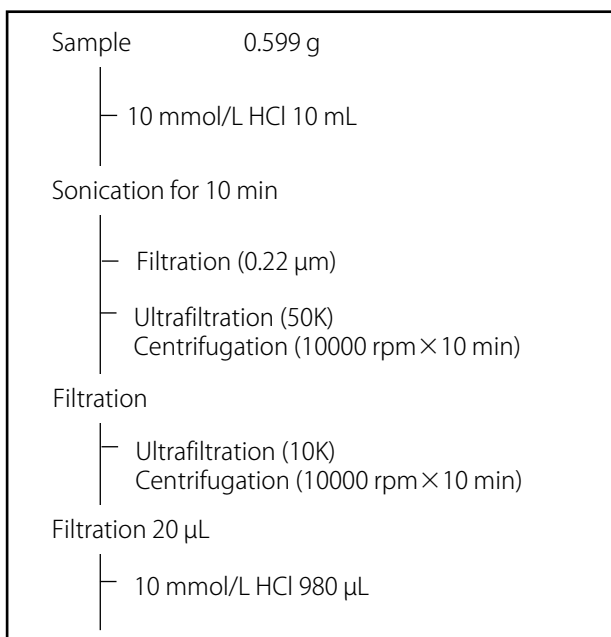 Sample 0.599 g
10 mmol/L HCl 10 mL
Sonication for 10 min
Filtration (0.22 µm)
Ultrafiltration (50K)
Centrifugation (10000 rpm×10 min)
Filtration
Ultrafiltration (10K)
Centrifugation (10000 rpm×10 min)
Filtration 20 µL
10 mmol/L HCl 980 µL